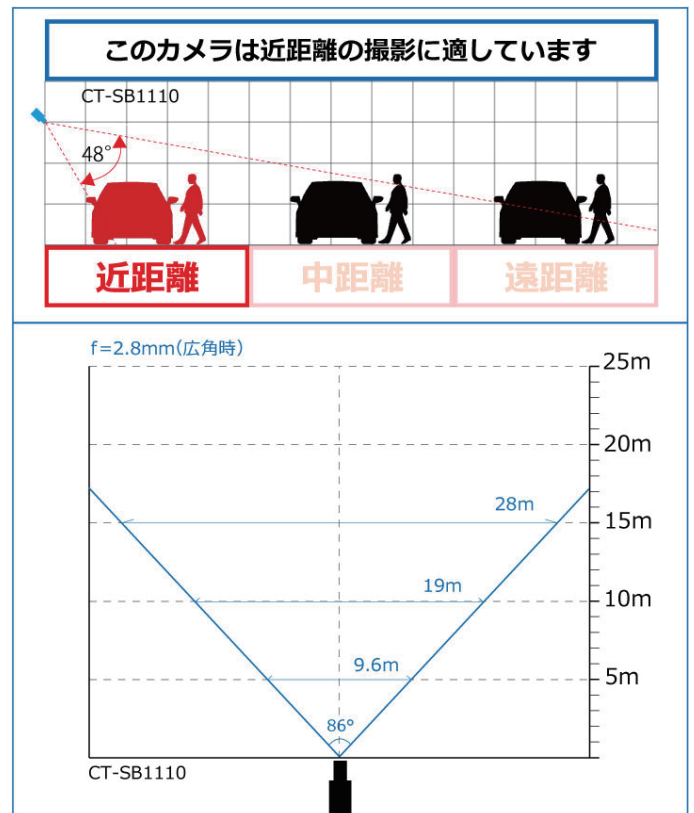 このカメラは近距離の撮影に適しています
CT-SB1110
48°
近距離
中距離
遠距離
f=2.8mm(広角時)
25m
20m
28m
15m
19m
10m
9.6m
5m
86°
CT-SB1110